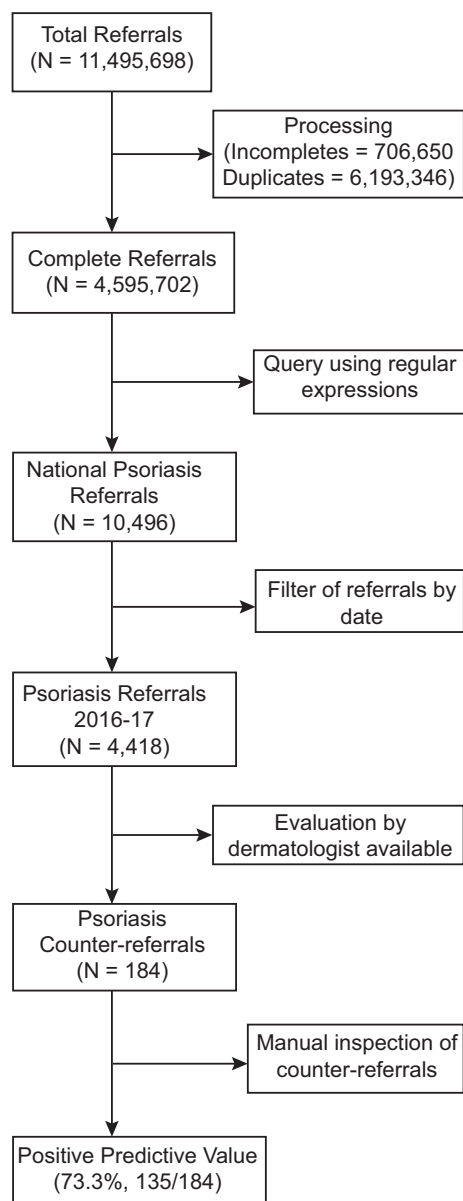 Total Referrals
(N = 11,495,698)
Processing
(Incompletes = 706,650
Duplicates = 6,193,346)
Complete Referrals
(N = 4,595,702)
Query using regular
expressions
National Psoriasis
Referrals
(N = 10,496)
Filter of referrals by
date
Psoriasis Referrals
2016-17
(N = 4,418)
Evaluation by
dermatologist available
Psoriasis
Counter-referrals
(N = 184)
Manual inspection of
counter-referrals
Positive Predictive Value
(73.3%, 135/184)